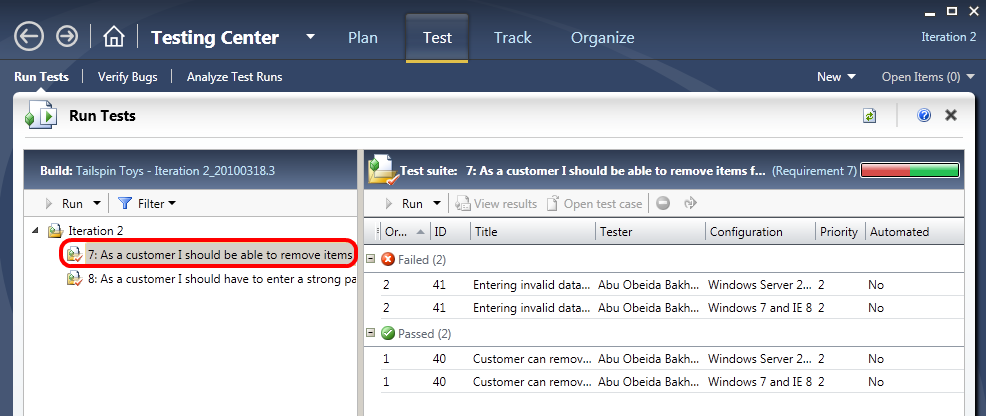 Testing Center Plan Test Track Organize Iteration 2
Run Tests Verify Bugs Analyze Test Runs New Open Items (0)
Run Tests
Build: Tailspin Toys - Iteration 2_20100318.3
Run Filter
Iteration 2
7: As a customer I should be able to remove items
8: As a customer I should have to enter a strong pa
Test suite: 7: As a customer I should be able to remove items f... (Requirement 7)
Run View results Open test case
Or... ID Title Tester Configuration Priority Automated
Failed (2)
2 41 Entering invalid data... Abu Obeida Bakh... Windows Server 2... 2 No
2 41 Entering invalid data... Abu Obeida Bakh... Windows 7 and IE 8 2 No
Passed (2)
1 40 Customer can remov... Abu Obeida Bakh... Windows Server 2... 2 No
1 40 Customer can remov... Abu Obeida Bakh... Windows 7 and IE 8 2 No